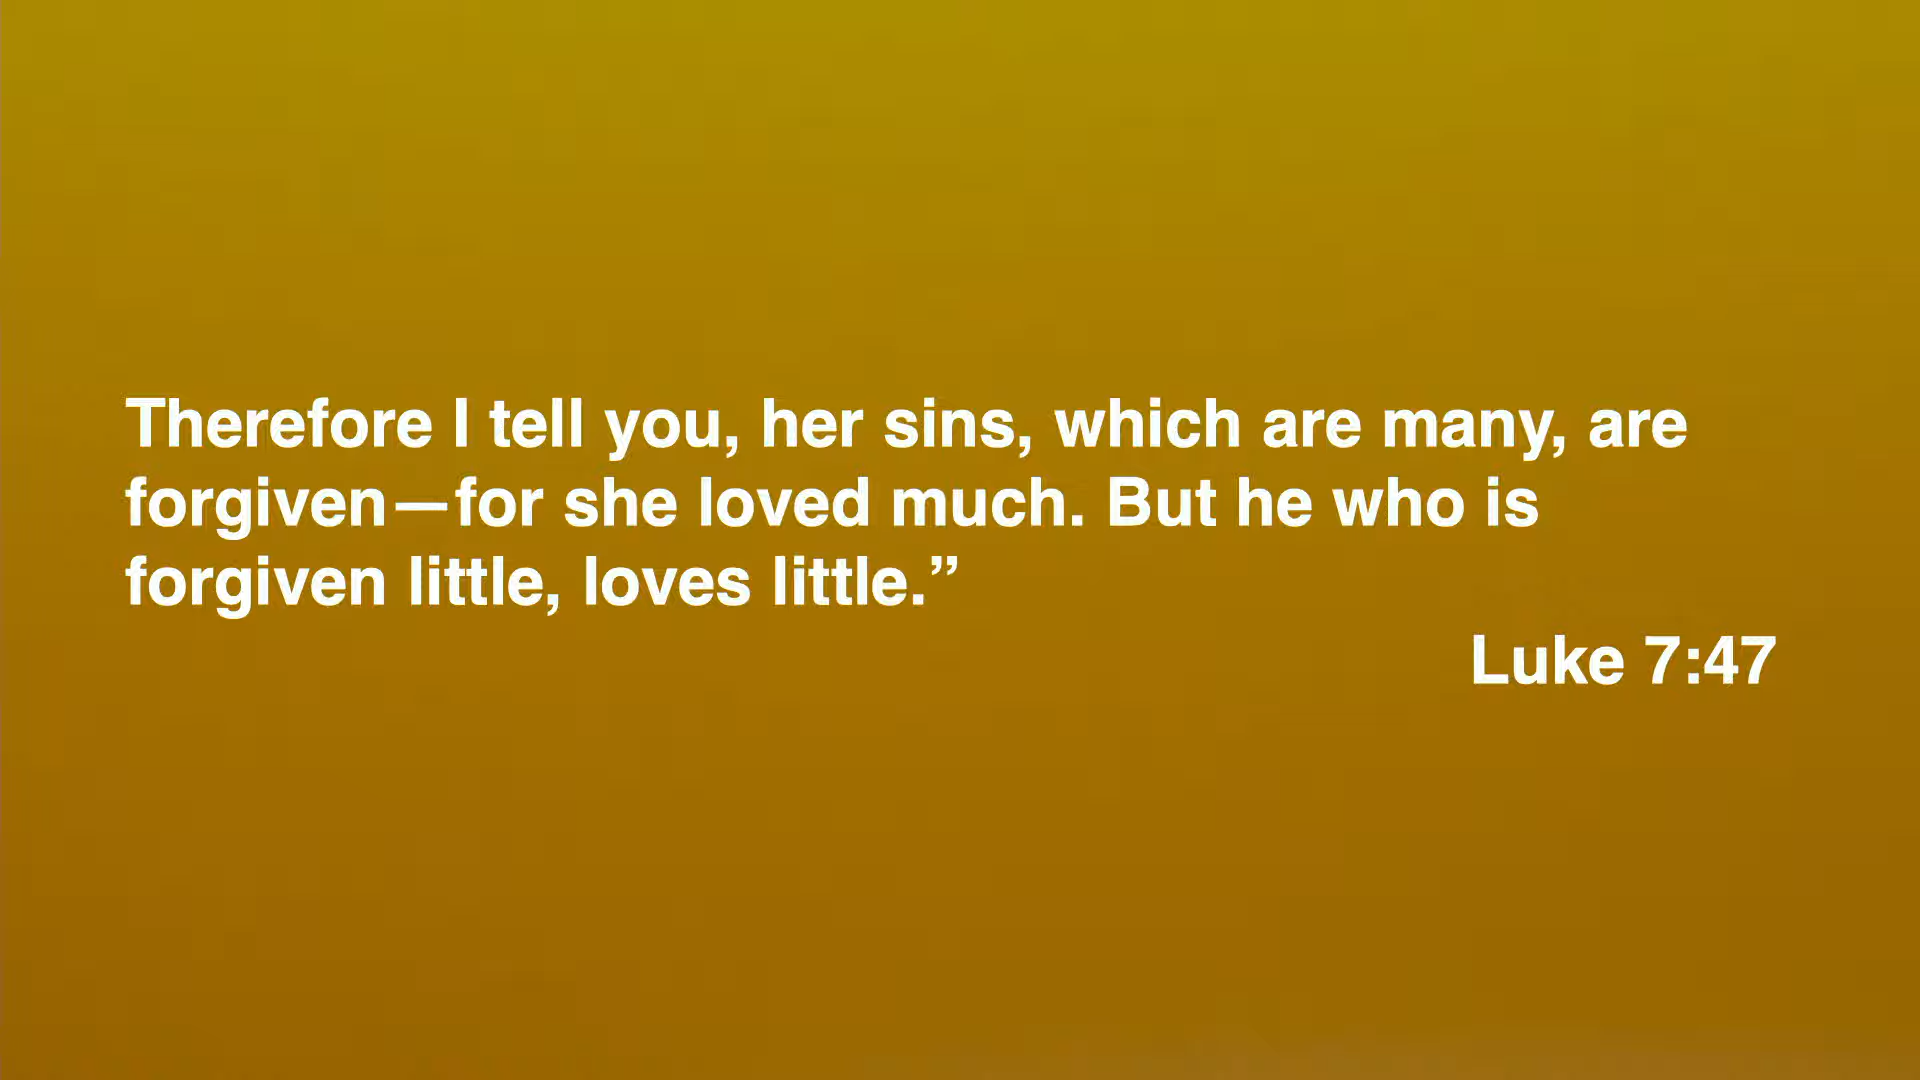 Therefore I tell you, her sins, which are many, are
forgiven—for she loved much. But he who is
forgiven little, loves little.”
Luke 7:47